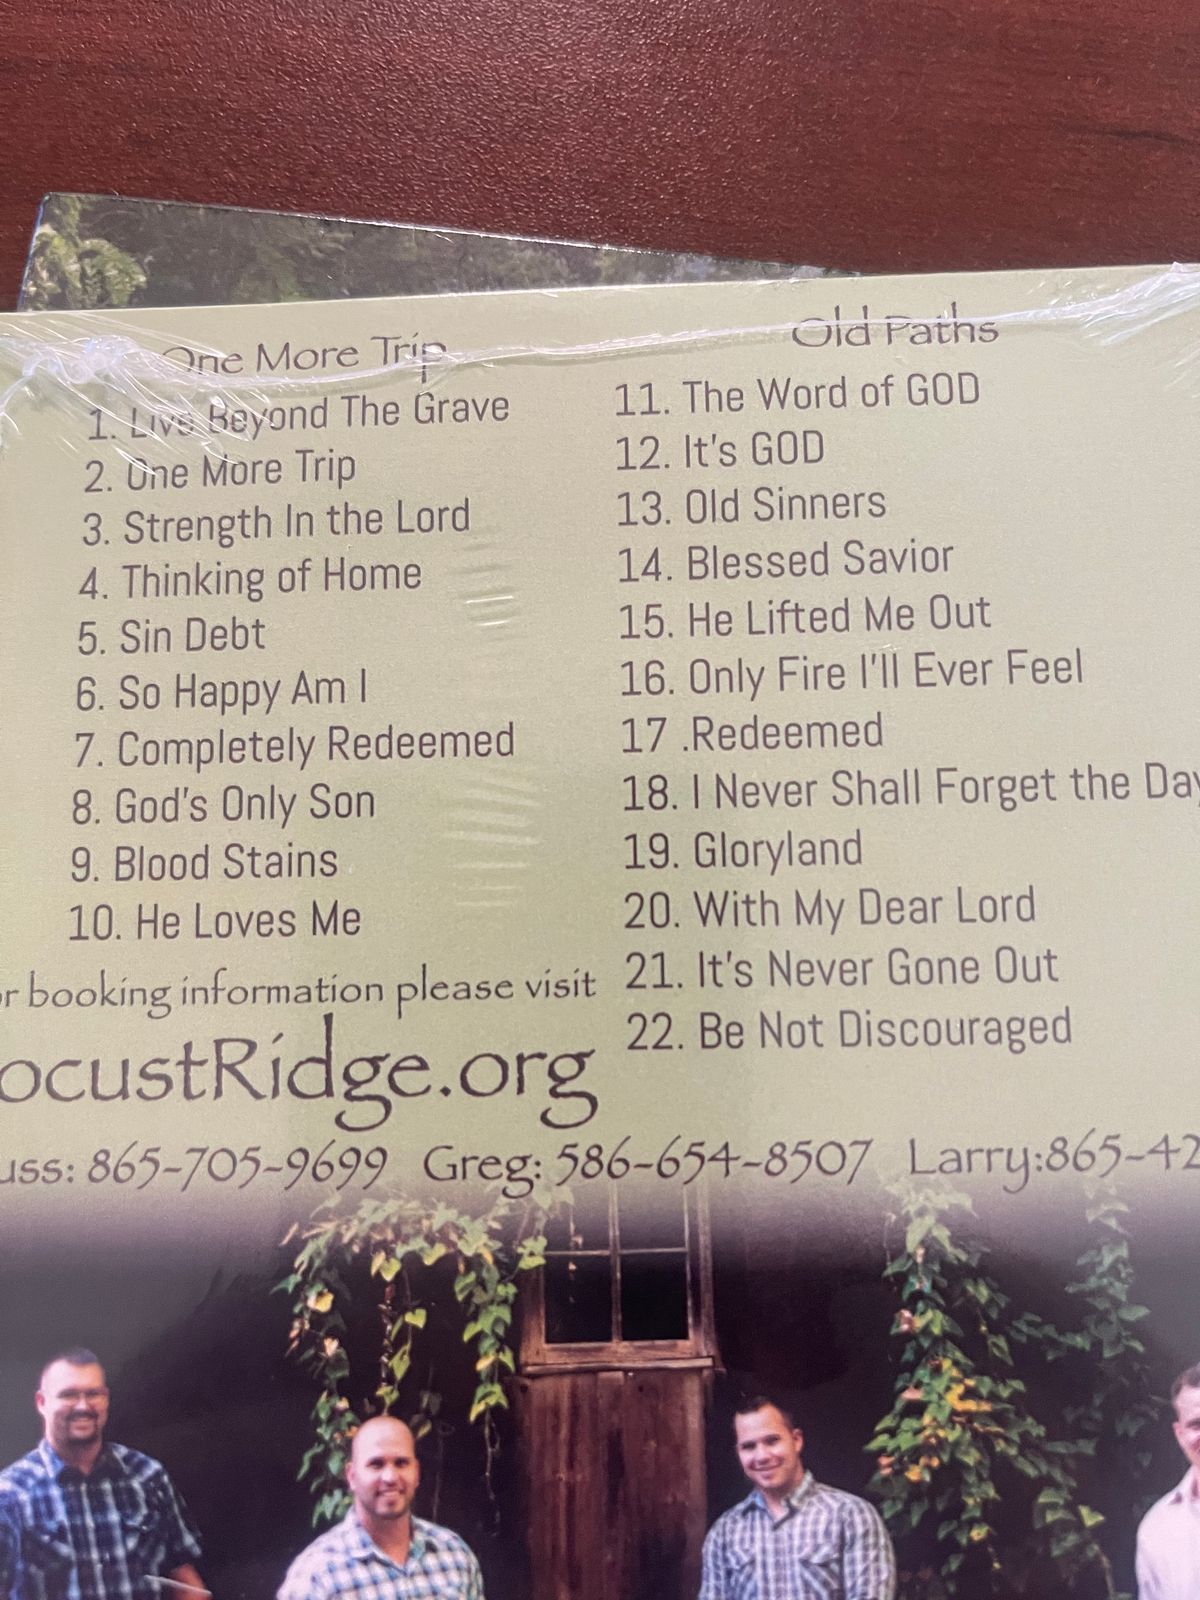 One More Trip
1. Live Beyond The Grave
2. One More Trip
3. Strength In the Lord
4. Thinking of Home
5. Sin Debt
6. So Happy Am I
7. Completely Redeemed
8. God's Only Son
9. Blood Stains
10. He Loves Me
Old Paths
11. The Word of GOD
12. It's GOD
13. Old Sinners
14. Blessed Savior
15. He Lifted Me Out
16. Only Fire I'll Ever Feel
17 .Redeemed
18. I Never Shall Forget the Day
19. Gloryland
20. With My Dear Lord
21. It's Never Gone Out
22. Be Not Discouraged
or booking information please visit
ocustRidge.org
uss: 865-705-9699 Greg: 586-654-8507 Larry:865-42